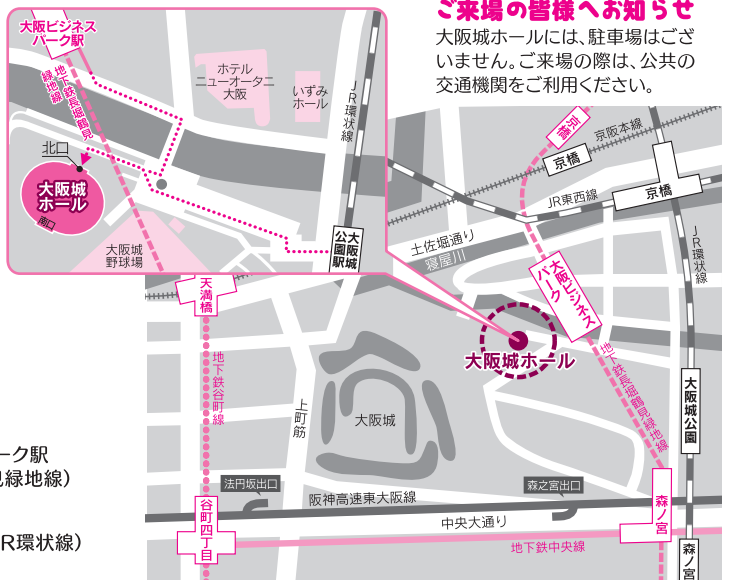 ご来場の皆様へお知らせ
大阪城ホールには、駐車場はござ
いません。ご来場の際は、公共の
交通機関をご利用ください。
大阪ビジネス
パーク駅
地下鉄長堀鶴見
緑地線
ホテル
ニューオータニ
大阪
いずみ
ホール
JR環状線
北口
大阪城
ホール
南口
大阪城
野球場
大阪城
公園駅
京橋
京阪本線
京橋
JR東西線
京橋
土佐堀通り
寝屋川
JR環状線
天満橋
大阪ビジネス
パーク
大阪城ホール
地下鉄谷町線
地下鉄長堀鶴見緑地線
上町筋
大阪城
大阪城公園
ーク駅
見緑地線）
法円坂出口
森之宮出口
阪神高速東大阪線
中央大通り
谷町四丁目
森ノ宮
地下鉄中央線
R環状線）
森ノ宮